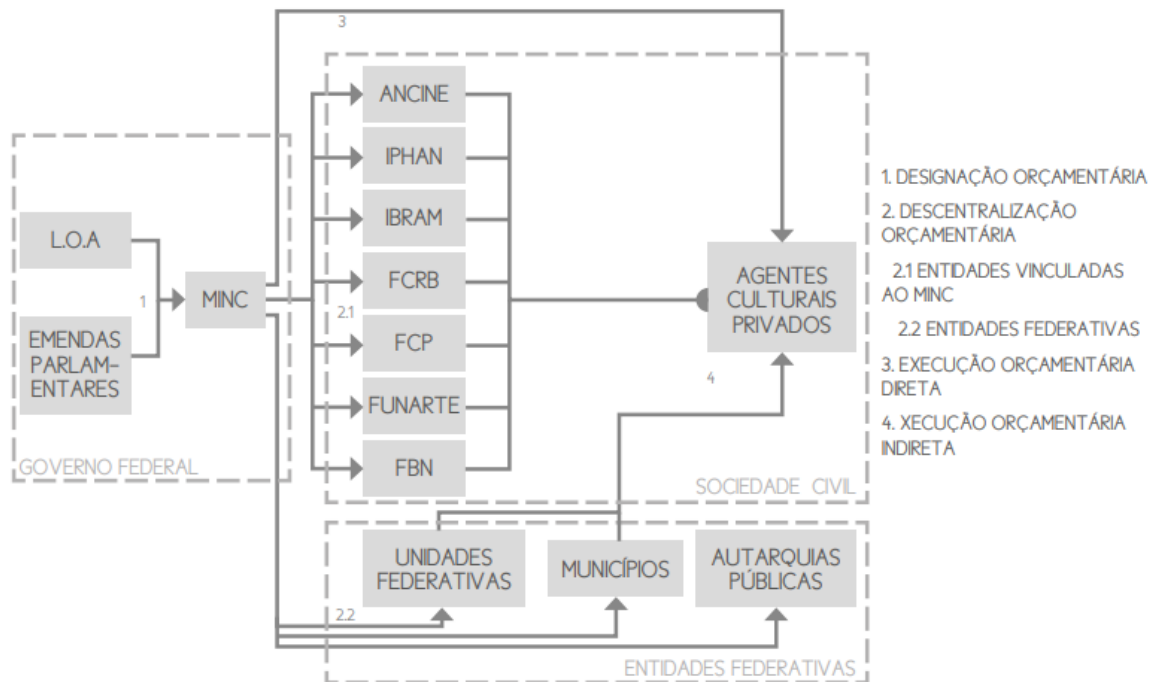 3
ANCINE
IPHAN
IBRAM
FCRB
2.1
FCP
FUNARTE
FBN
L.O.A
1
MINC
EMENDAS
PARLAM-
ENTARES
GOVERNO FEDERAL
AGENTES
CULTURAIS
PRIVADOS
4
SOCIEDADE CIVIL
UNIDADES
FEDERATIVAS
MUNICÍPIOS
AUTARQUIAS
PÚBLICAS
2.2
ENTIDADES FEDERATIVAS
1. DESIGNAÇÃO ORÇAMENTÁRIA
2. DESCENTRALIZAÇÃO
ORÇAMENTÁRIA
2.1 ENTIDADES VINCULADAS
AO MINC
2.2 ENTIDADES FEDERATIVAS
3. EXECUÇÃO ORÇAMENTÁRIA
DIRETA
4. XECUÇÃO ORÇAMENTÁRIA
INDIRETA